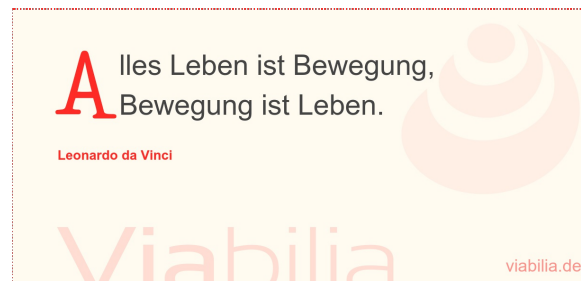 Alles Leben ist Bewegung,
Bewegung ist Leben.
Leonardo da Vinci
Viabilia
viabilia.de